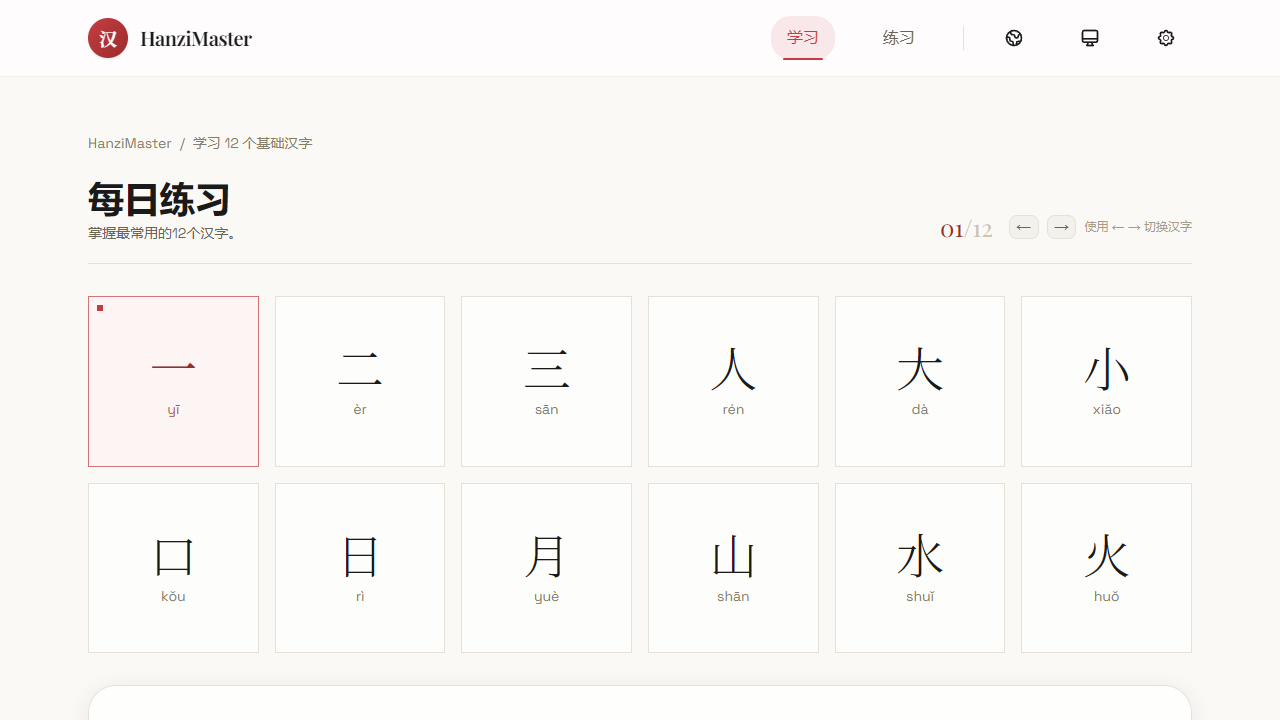 汉 HanziMaster 学习 练习
HanziMaster / 学习 12 个基础汉字
每日练习
掌握最常用的12个汉字。
01/12 ← → 使用 ← → 切换汉字
一 二 三 人 大 小
yī èr sān rén dà xiǎo
口 日 月 山 水 火
kǒu rì yuè shān shuǐ huǒ